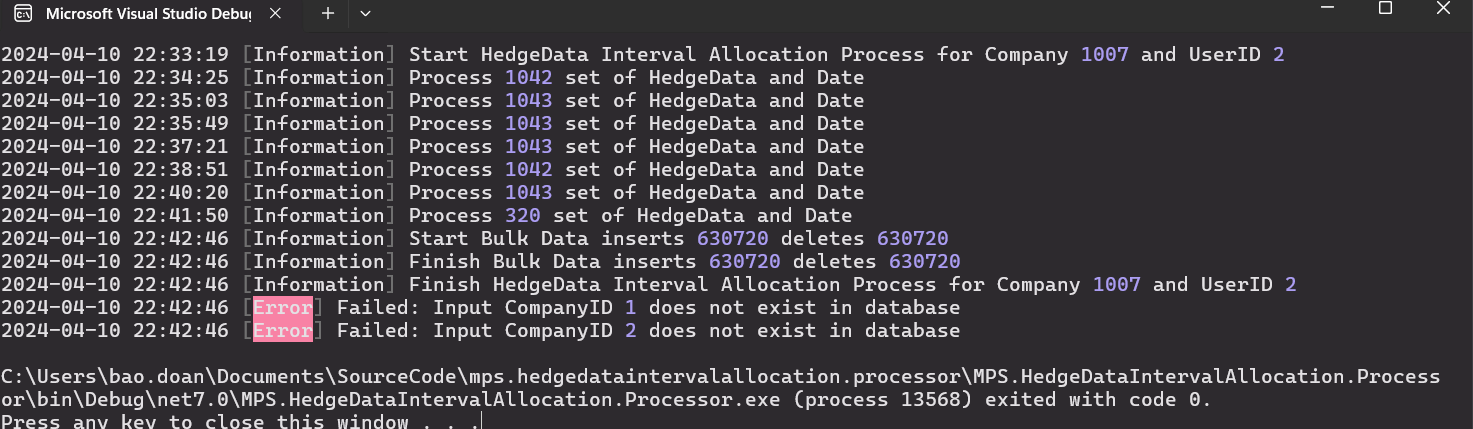 Microsoft Visual Studio Debu
2024-04-10 22:33:19 [Information] Start HedgeData Interval Allocation Process for Company 1007 and UserID 2
2024-04-10 22:34:25 [Information] Process 1042 set of HedgeData and Date
2024-04-10 22:35:03 [Information] Process 1043 set of HedgeData and Date
2024-04-10 22:35:49 [Information] Process 1043 set of HedgeData and Date
2024-04-10 22:37:21 [Information] Process 1043 set of HedgeData and Date
2024-04-10 22:38:51 [Information] Process 1042 set of HedgeData and Date
2024-04-10 22:40:20 [Information] Process 1043 set of HedgeData and Date
2024-04-10 22:41:50 [Information] Process 320 set of HedgeData and Date
2024-04-10 22:42:46 [Information] Start Bulk Data inserts 630720 deletes 630720
2024-04-10 22:42:46 [Information] Finish Bulk Data inserts 630720 deletes 630720
2024-04-10 22:42:46 [Information] Finish HedgeData Interval Allocation Process for Company 1007 and UserID 2
2024-04-10 22:42:46 [Error] Failed: Input CompanyID 1 does not exist in database
2024-04-10 22:42:46 [Error] Failed: Input CompanyID 2 does not exist in database
C:\Users\bao.doan\Documents\SourceCode\mps.hedgedataintervalallocation.processor\MPS.HedgeDataIntervalAllocation.Process
or\bin\Debug\net7.0\MPS.HedgeDataIntervalAllocation.Processor.exe (process 13568) exited with code 0.
Press any key to close this window . . .